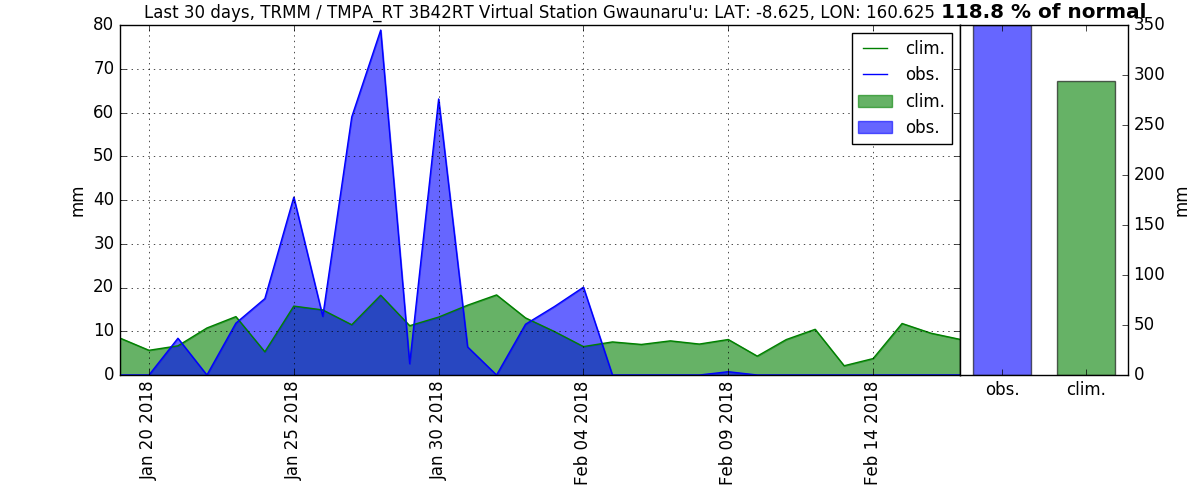 Last 30 days, TRMM / TMPA_RT 3B42RT Virtual Station Gwaunaru'u: LAT: -8.625, LON: 160.625 118.8 % of normal
80
70
60
50
40
30
20
10
0
mm
Jan 20 2018
Jan 25 2018
Jan 30 2018
Feb 04 2018
Feb 09 2018
Feb 14 2018
clim.
obs.
clim.
obs.
350
300
250
200
150
100
50
0
mm
obs. clim.